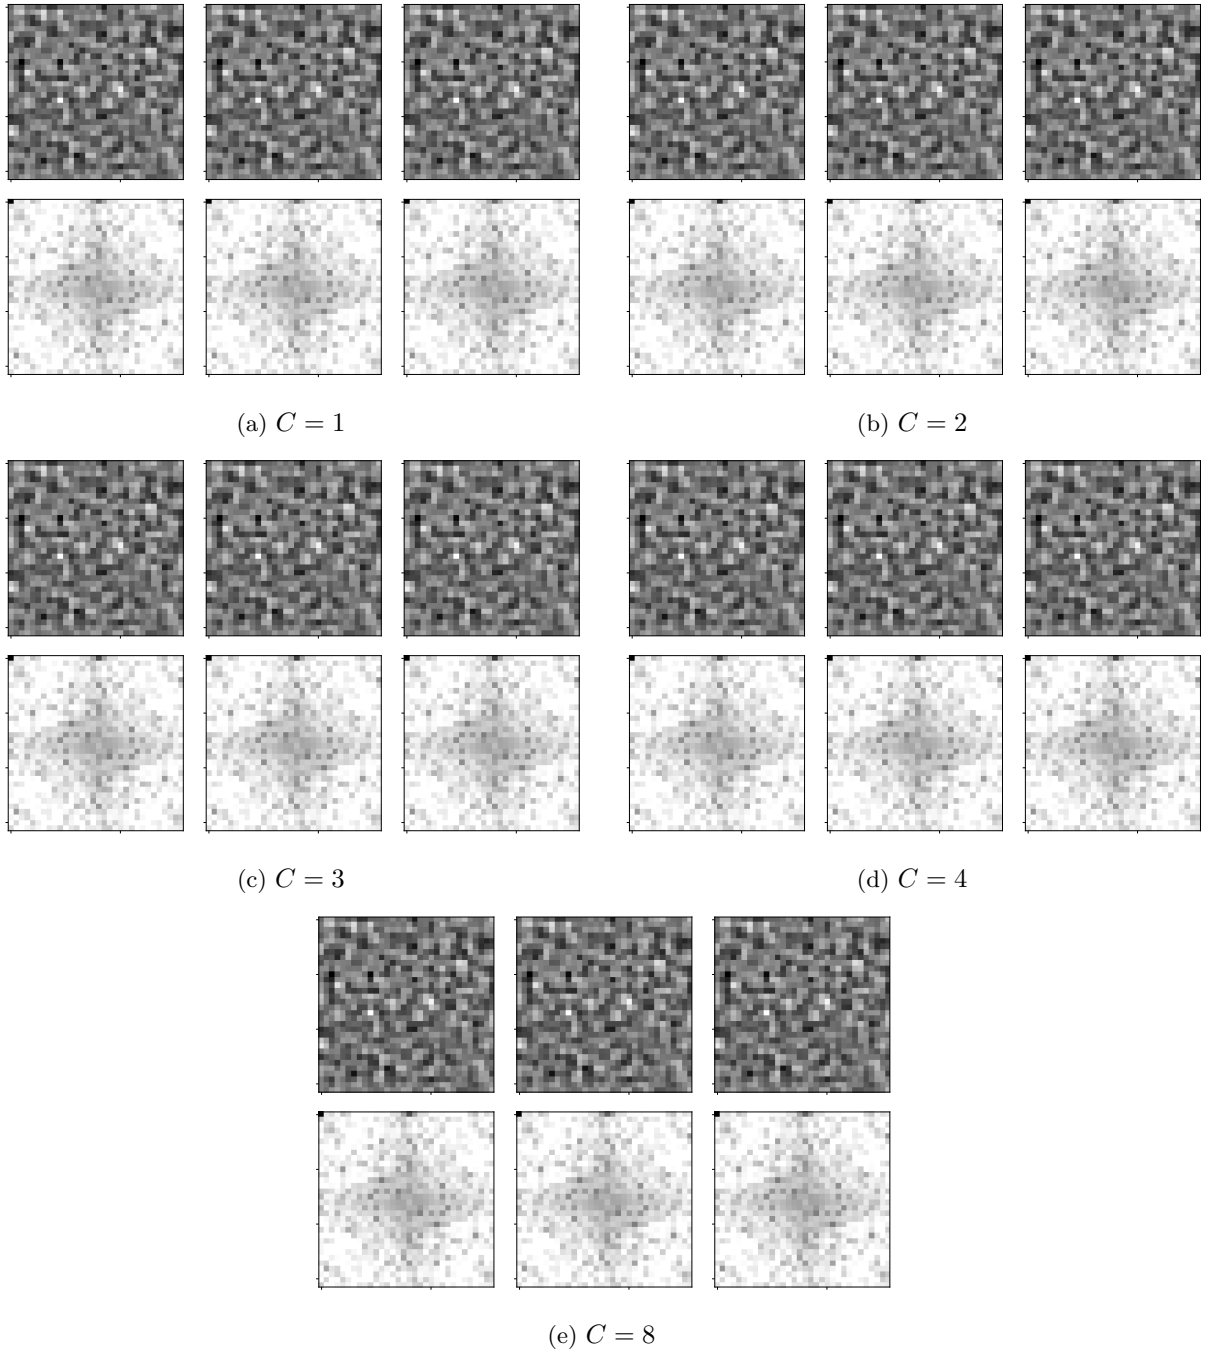 (a) C = 1
(b) C = 2
(c) C = 3
(d) C = 4
(e) C = 8